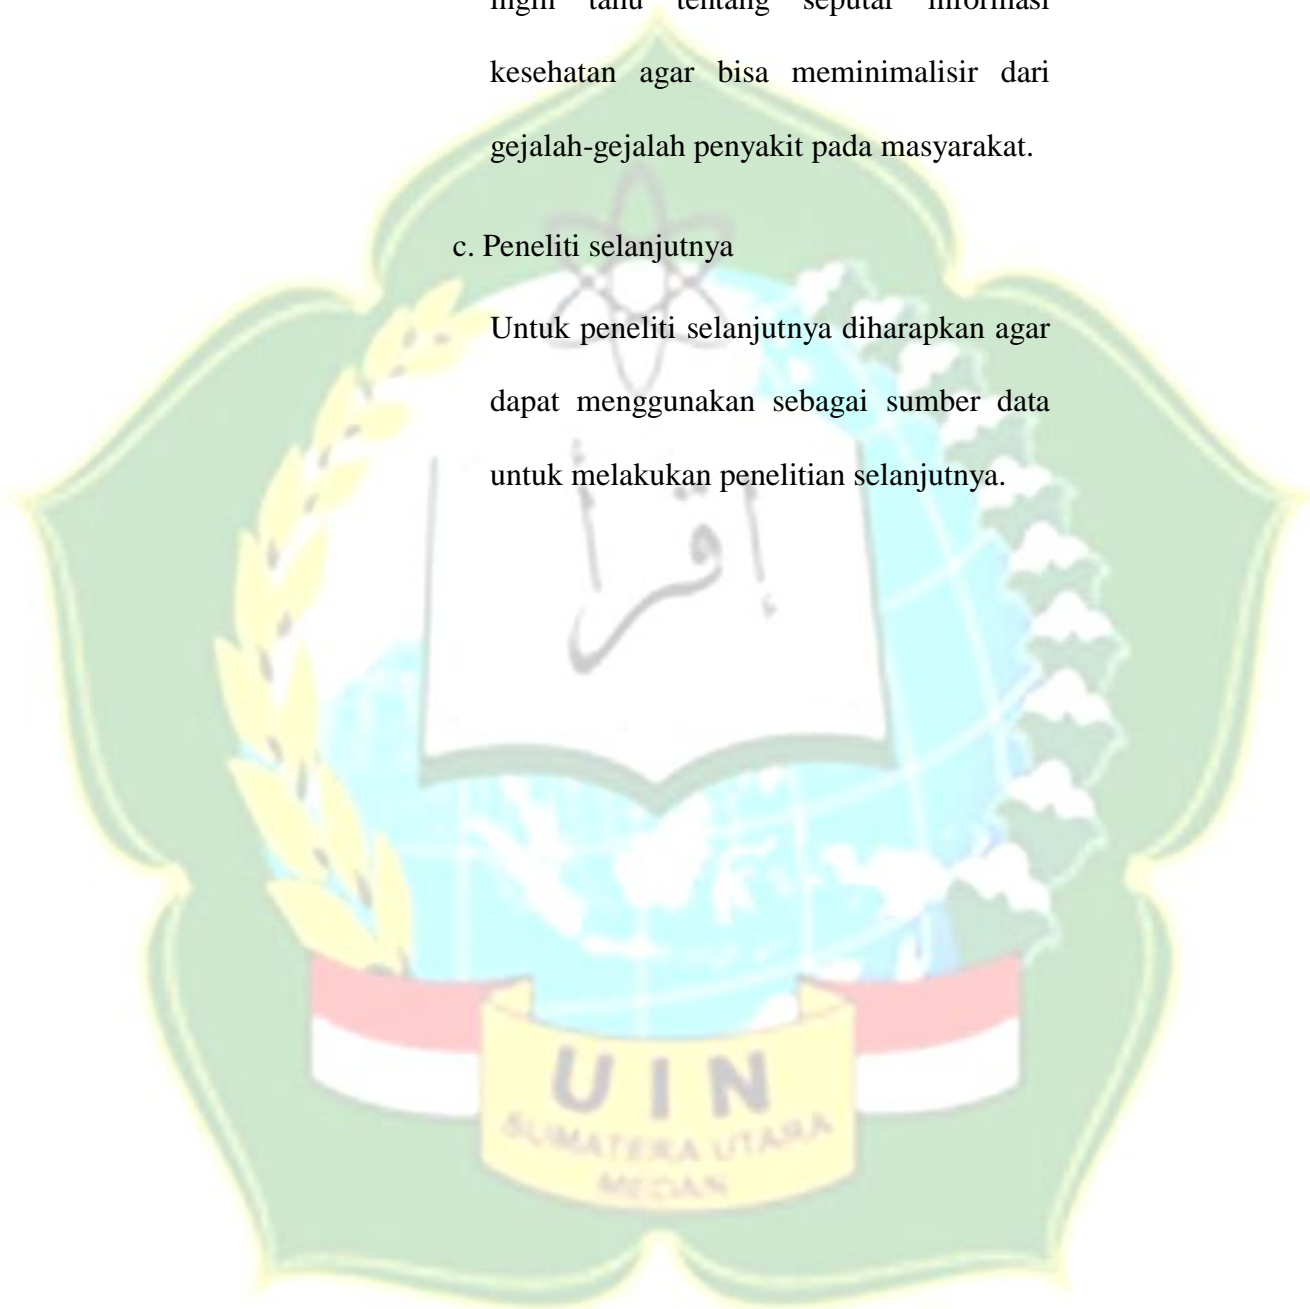 ingin tahu tentang seputar informasi
kesehatan agar bisa meminimalisir dari
gejalah-gejalah penyakit pada masyarakat.
c. Peneliti selanjutnya
Untuk peneliti selanjutnya diharapkan agar
dapat menggunakan sebagai sumber data
untuk melakukan penelitian selanjutnya.
إقرأ
UIN
SUMATERA UTARA
MEDAN